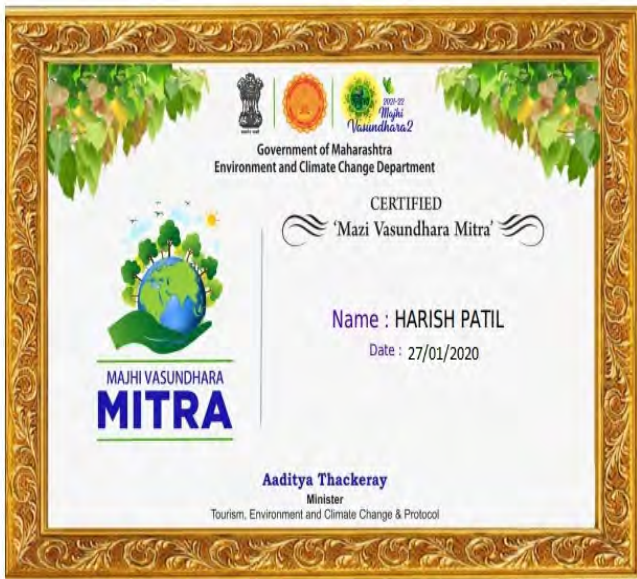 2021-22
Majhi
Vasundhara2
Government of Maharashtra
Environment and Climate Change Department
CERTIFIED
'Mazi Vasundhara Mitra'
Name : HARISH PATIL
Date : 27/01/2020
MAJHI VASUNDHARA
MITRA
Aaditya Thackeray
Minister
Tourism, Environment and Climate Change & Protocol